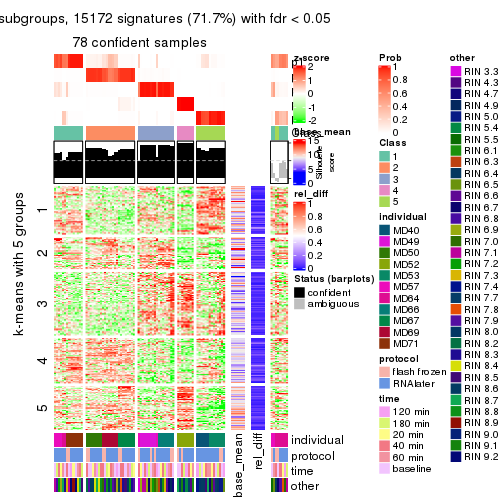 subgroups, 15172 signatures (71.7%) with fdr < 0.05
78 confident samples
k-means with 5 groups
1
2
3
4
5
base_mean
rel_diff
individual
protocol
time
other
z-score
2
1
0
-1
-2
base_mean
15
10
5
0
silhouette
score
rel_diff
1
0.8
0.6
0.4
0.2
0
Status (barplots)
confident
ambiguous
Prob
1
0.8
0.6
0.4
0.2
0
Class
1
2
3
4
5
individual
MD40
MD49
MD50
MD52
MD53
MD57
MD64
MD66
MD67
MD69
MD71
protocol
flash frozen
RNAlater
time
120 min
180 min
20 min
40 min
60 min
baseline
other
RIN 3.3
RIN 4.3
RIN 4.7
RIN 4.9
RIN 5.0
RIN 5.4
RIN 5.5
RIN 6.1
RIN 6.3
RIN 6.4
RIN 6.5
RIN 6.6
RIN 6.7
RIN 6.8
RIN 6.9
RIN 7.0
RIN 7.1
RIN 7.2
RIN 7.3
RIN 7.4
RIN 7.7
RIN 7.8
RIN 7.9
RIN 8.0
RIN 8.2
RIN 8.3
RIN 8.4
RIN 8.5
RIN 8.6
RIN 8.7
RIN 8.8
RIN 8.9
RIN 9.0
RIN 9.1
RIN 9.2